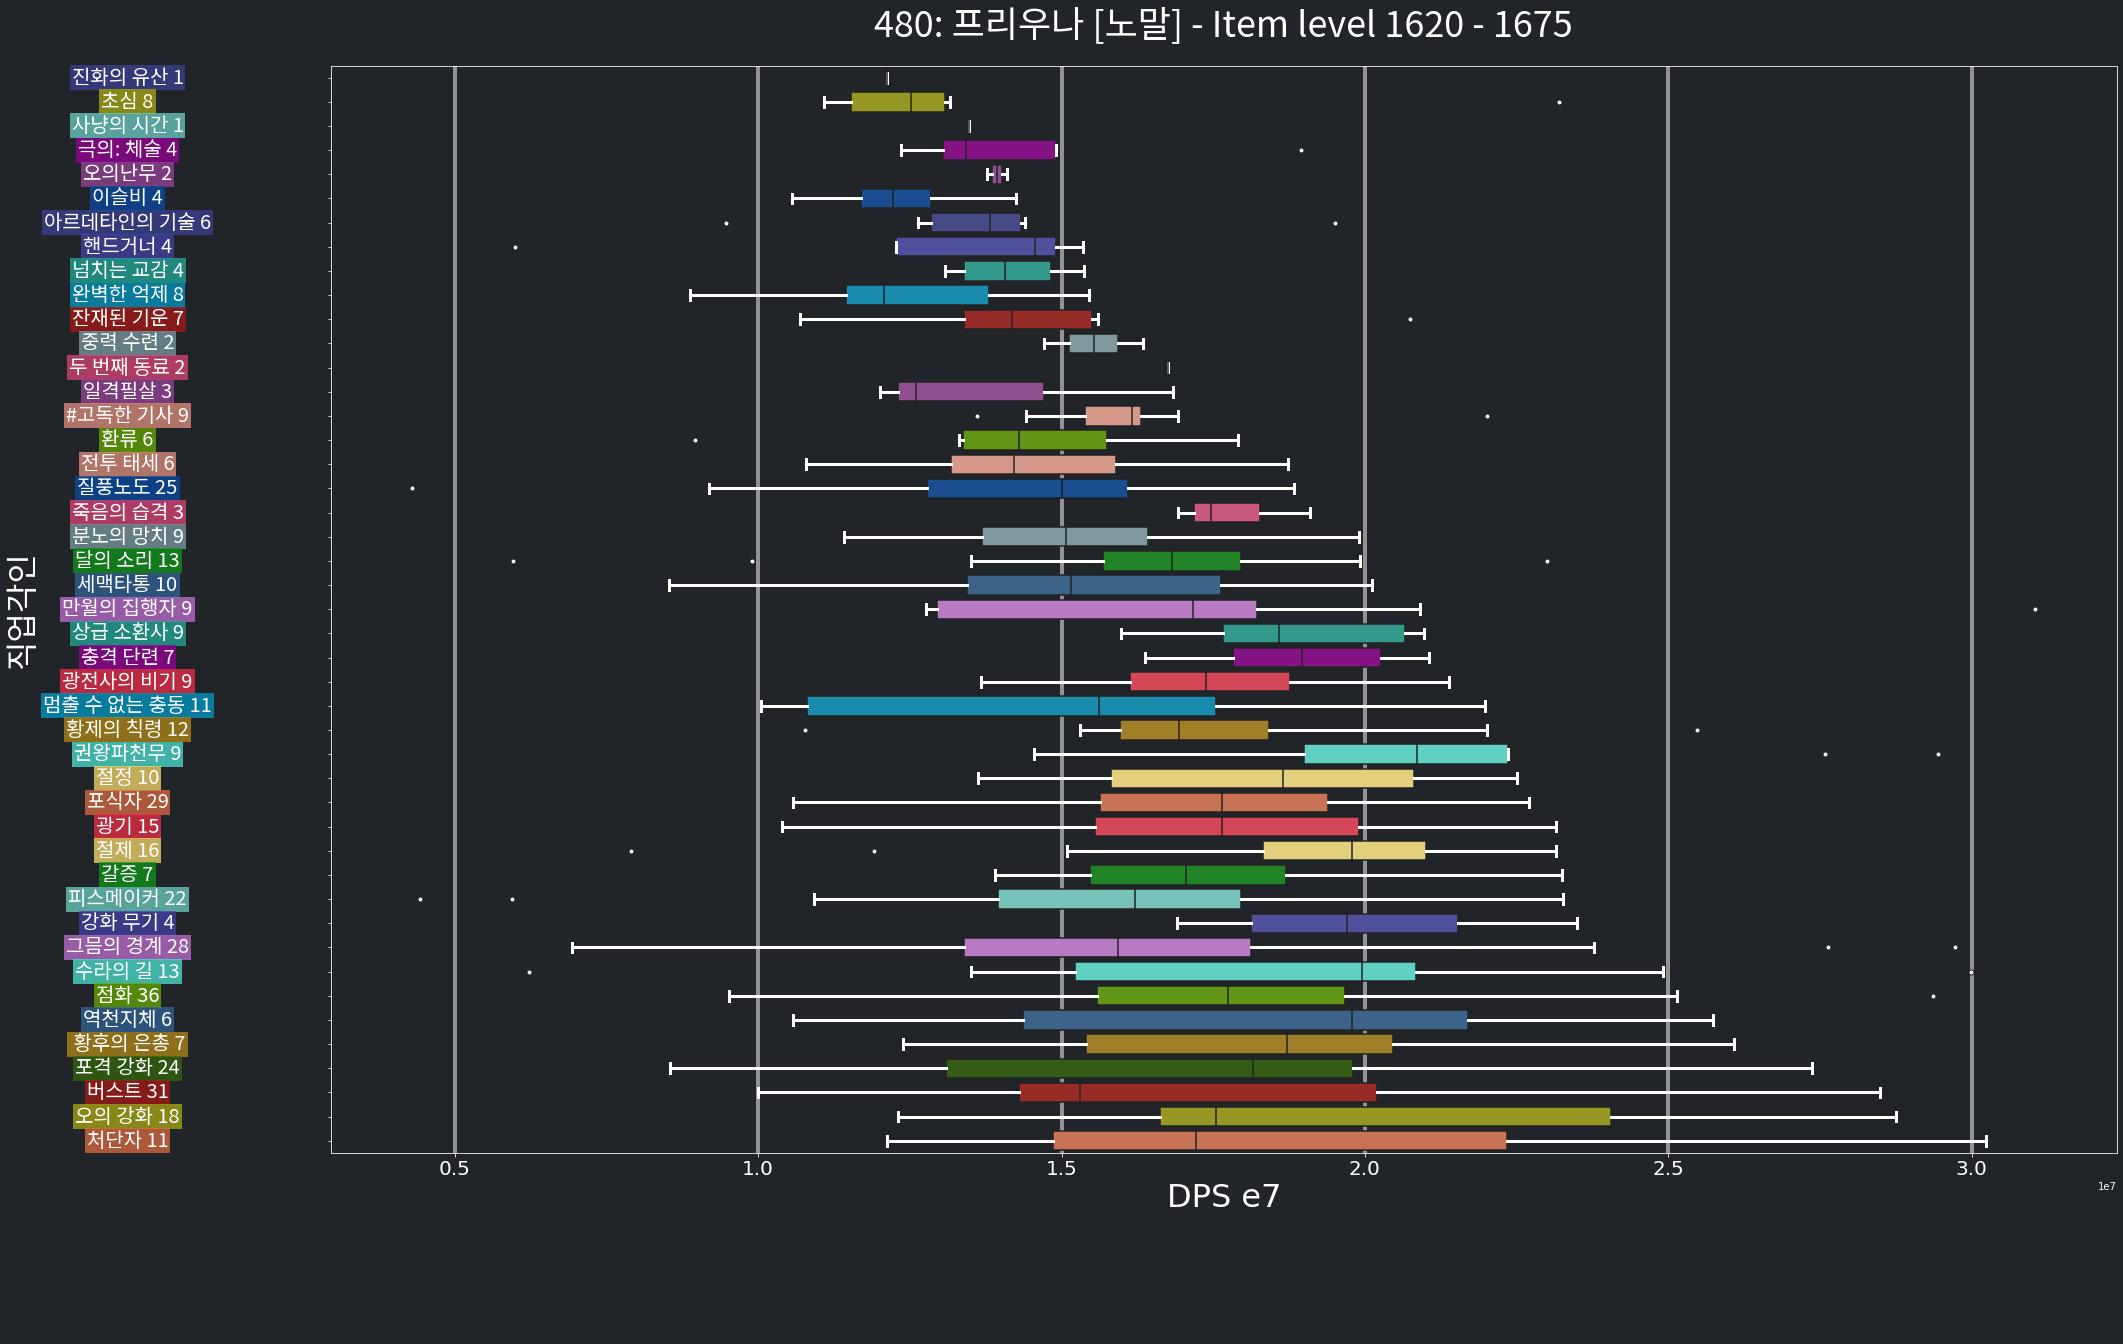 480: 프리우나 [노말] - Item level 1620 - 1675
직업각인
진화의 유산 1
초심 8
사냥의 시간 1
극의: 체술 4
오의난무 2
이슬비 4
아르데타인의 기술 6
핸드거너 4
넘치는 교감 4
완벽한 억제 8
잔재된 기운 7
중력 수련 2
두 번째 동료 2
일격필살 3
#고독한 기사 9
환류 6
전투 태세 6
질풍노도 25
죽음의 습격 3
분노의 망치 9
달의 소리 13
세맥타통 10
만월의 집행자 9
상급 소환사 9
충격 단련 7
광전사의 비기 9
멈출 수 없는 충동 11
황제의 칙령 12
권왕파천무 9
절정 10
포식자 29
광기 15
절제 16
갈증 7
피스메이커 22
강화 무기 4
그믐의 경계 28
수라의 길 13
점화 36
역천지체 6
황후의 은총 7
포격 강화 24
버스트 31
오의 강화 18
처단자 11
0.5 1.0 1.5 2.0 2.5 3.0
1e7
DPS e7